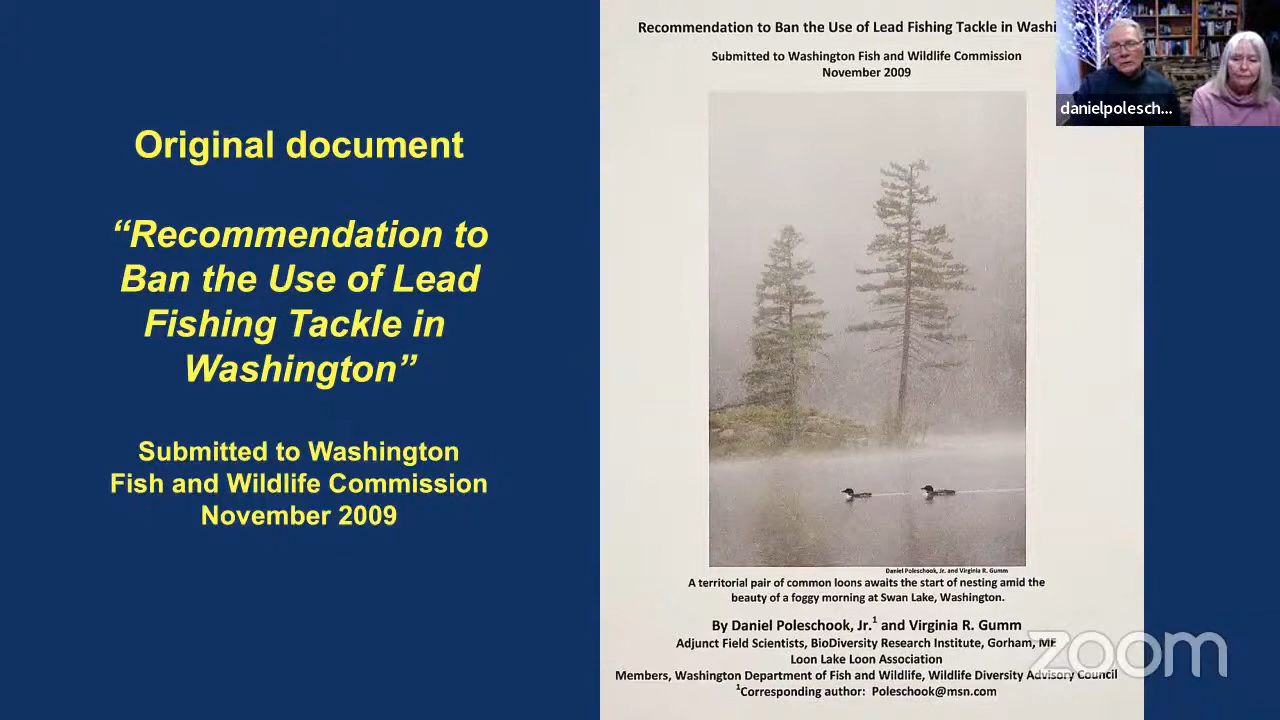 Original document
“Recommendation to
Ban the Use of Lead
Fishing Tackle in
Washington”
Submitted to Washington
Fish and Wildlife Commission
November 2009
Recommendation to Ban the Use of Lead Fishing Tackle in Washi
Submitted to Washington Fish and Wildlife Commission
November 2009
Daniel Poleschook, Jr. and Virginia R. Gumm
A territorial pair of common loons awaits the start of nesting amid the
beauty of a foggy morning at Swan Lake, Washington.
By Daniel Poleschook, Jr.1 and Virginia R. Gumm
Adjunct Field Scientists, BioDiversity Research Institute, Gorham, ME
Loon Lake Loon Association
Members, Washington Department of Fish and Wildlife, Wildlife Diversity Advisory Council
1Corresponding author: Poleschook@msn.com
danielpolesch...
zoom